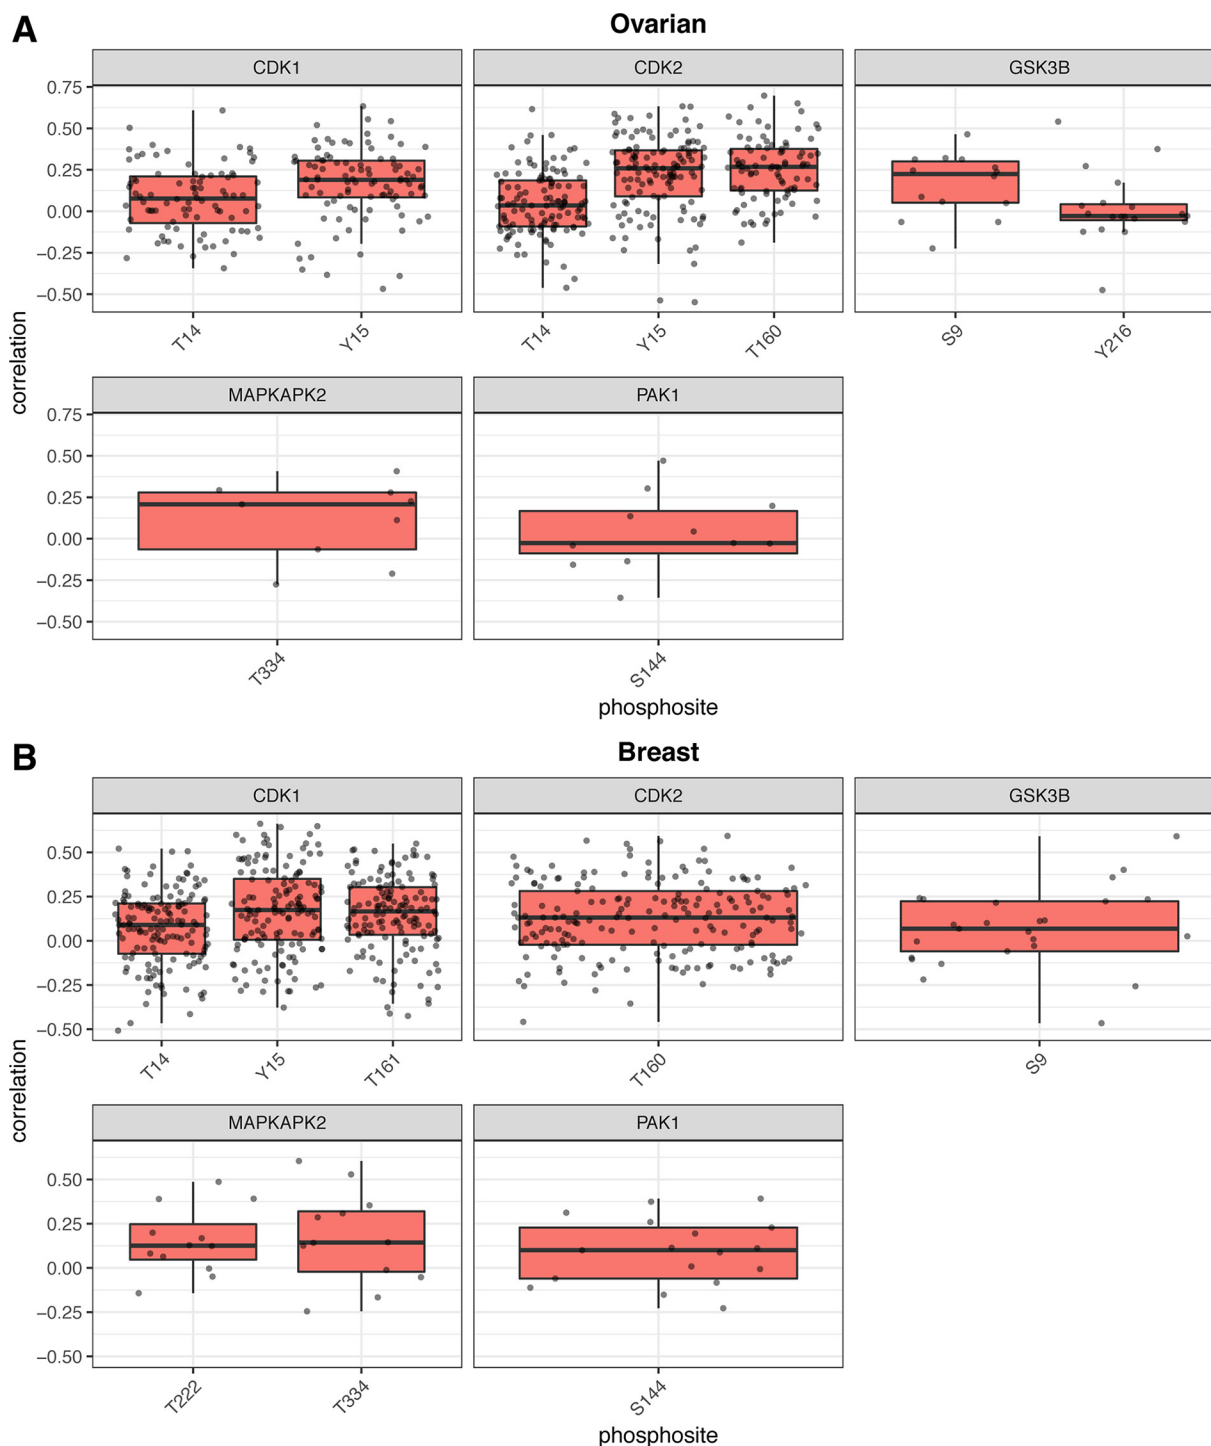 A
Ovarian
CDK1 CDK2 GSK3B
0.75
0.50
0.25
0.00
−0.25
−0.50
T14 Y15 T14 Y15 T160 S9 Y216
correlation
MAPKAPK2 PAK1
0.75
0.50
0.25
0.00
−0.25
−0.50
T334 S144
phosphosite
B
Breast
CDK1 CDK2 GSK3B
0.50
0.25
0.00
−0.25
−0.50
T14 Y15 T161 T160 S9
correlation
MAPKAPK2 PAK1
0.50
0.25
0.00
−0.25
−0.50
T222 T334 S144
phosphosite